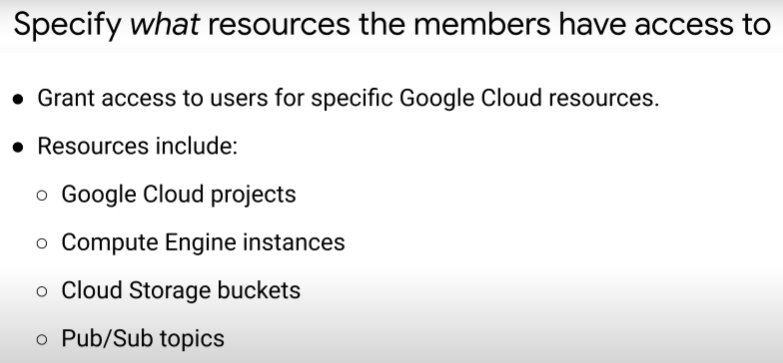 Specify what resources the members have access to
● Grant access to users for specific Google Cloud resources.
● Resources include:
○ Google Cloud projects
○ Compute Engine instances
○ Cloud Storage buckets
○ Pub/Sub topics